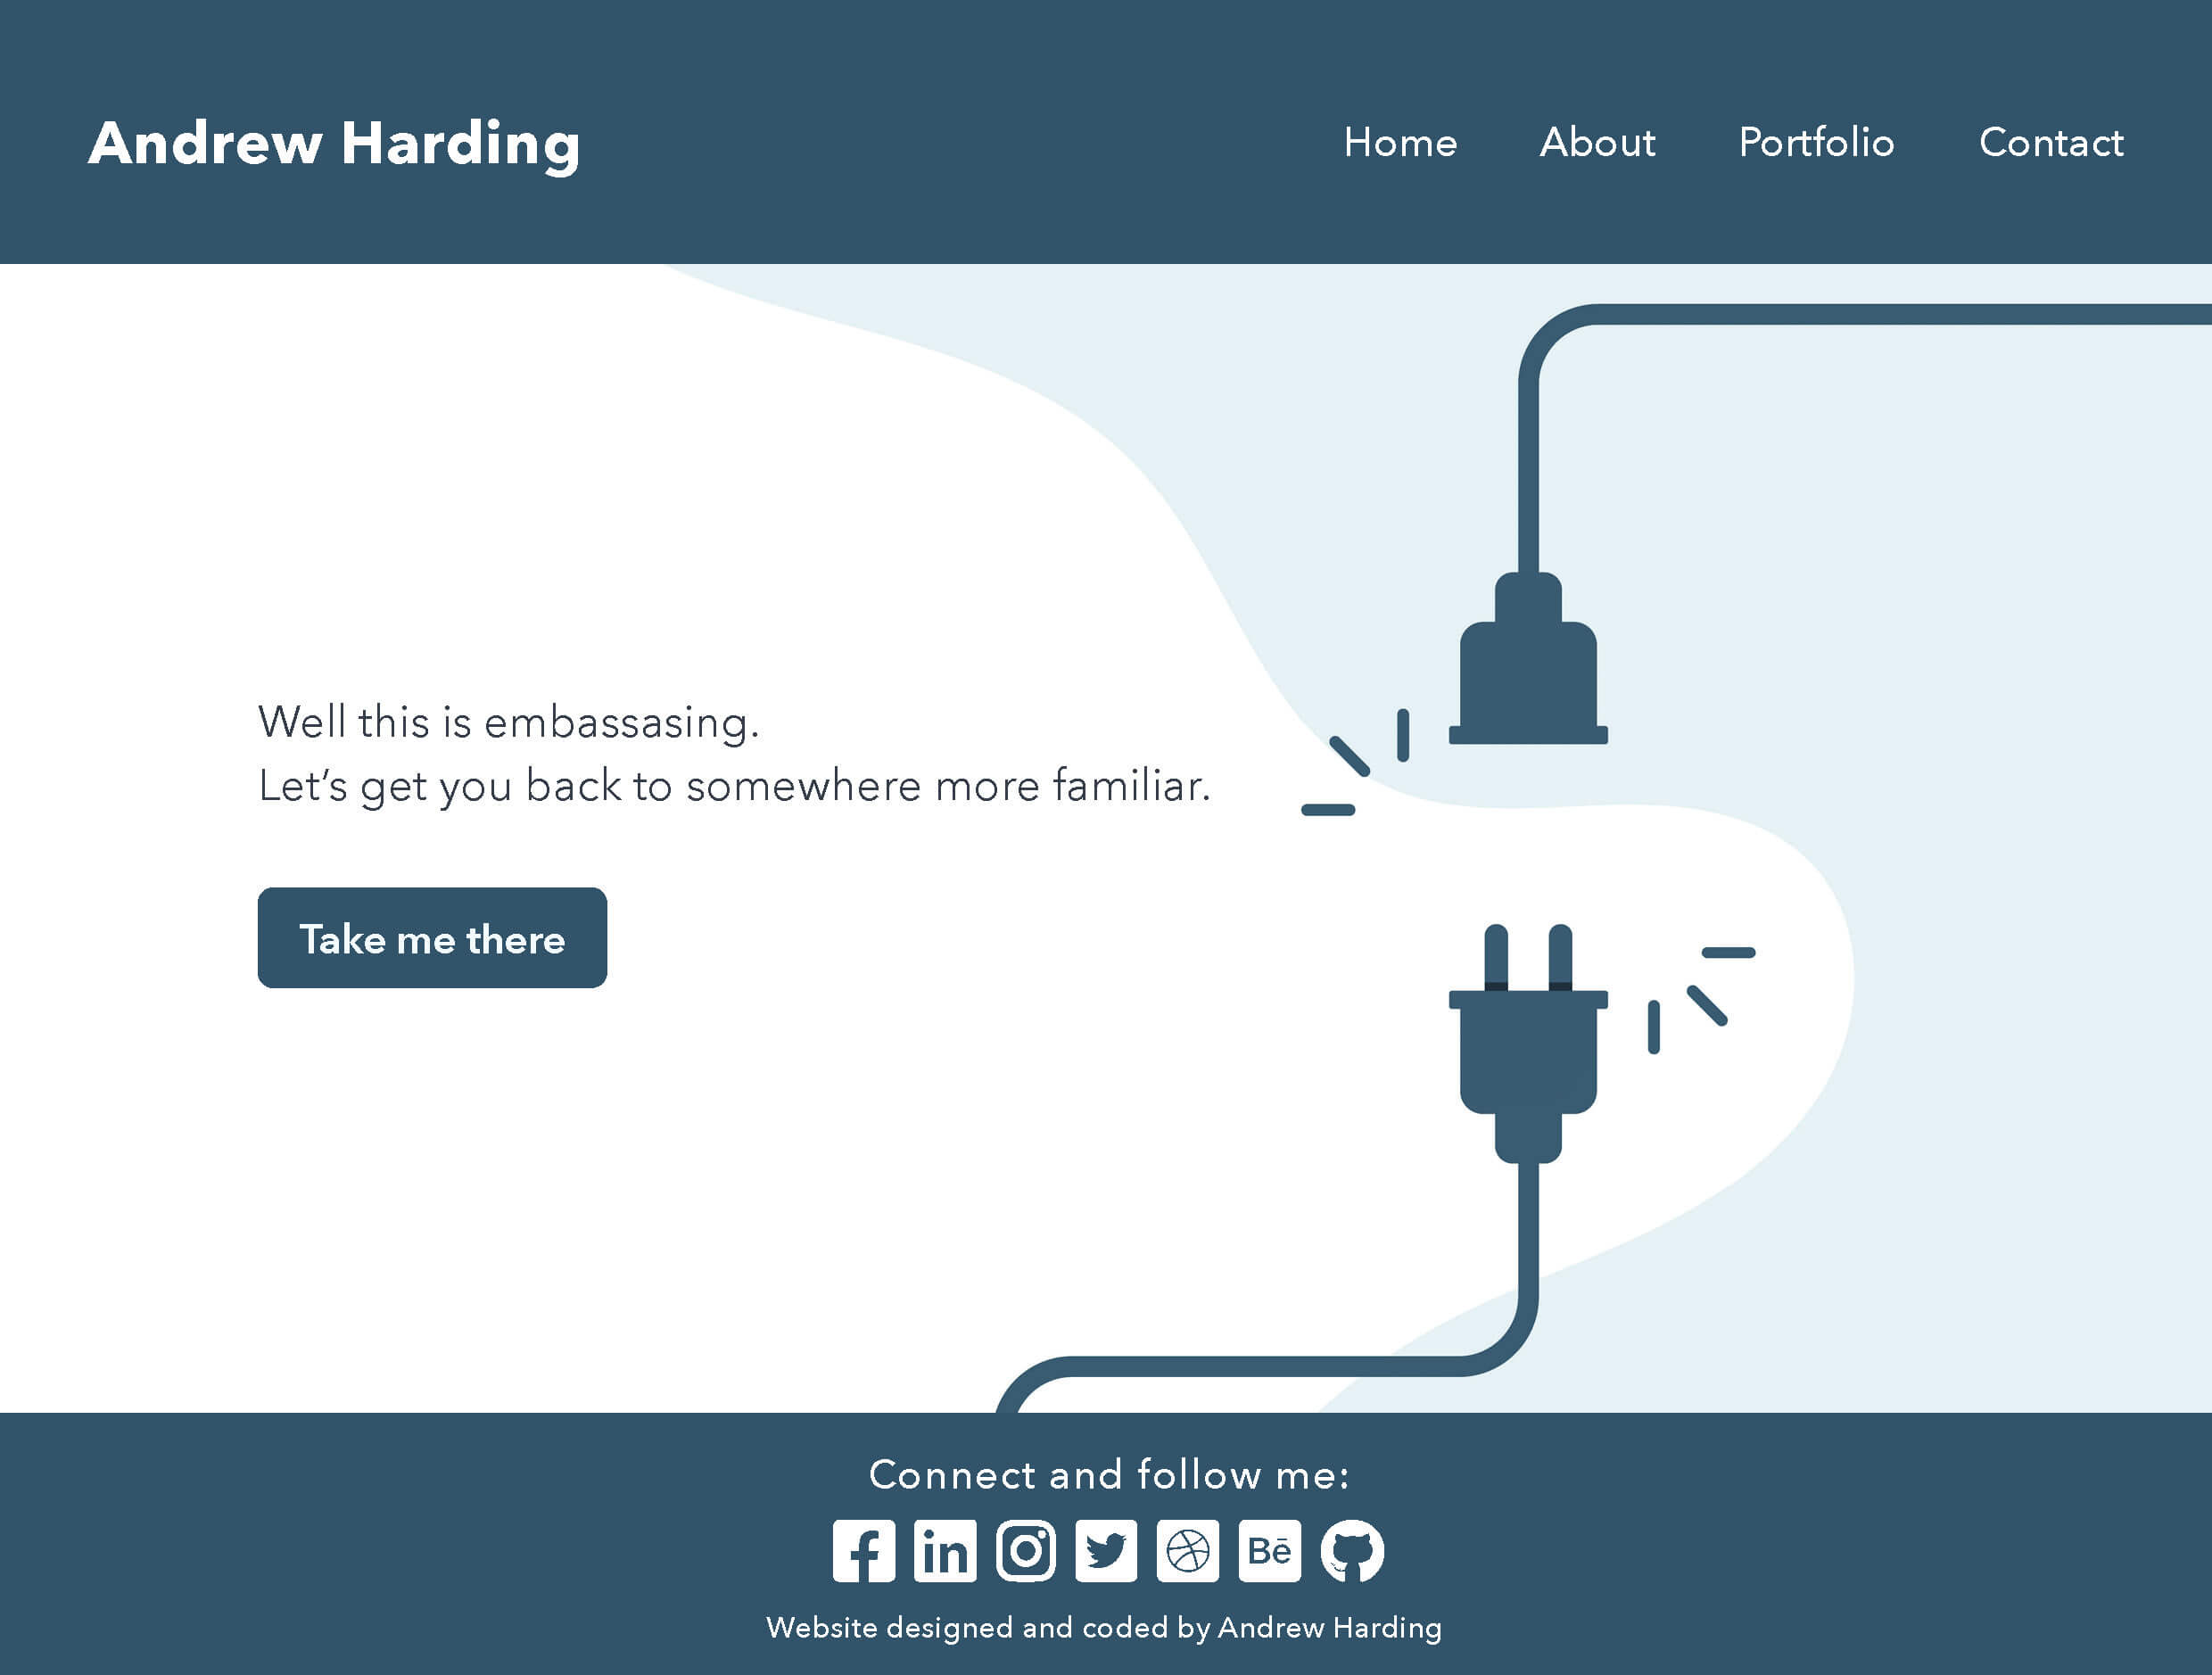 Andrew Harding
Home About Portfolio Contact
Well this is embassasing.
Let’s get you back to somewhere more familiar.
Take me there
Connect and follow me:
f in Bē
Website designed and coded by Andrew Harding